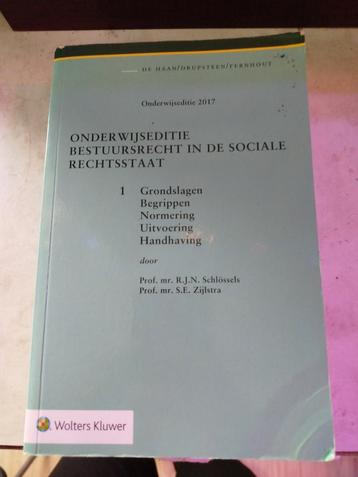 DE HAAN/DRUPSTEEN/FERNHOUT
Onderwijseditie 2017
ONDERWIJSEDITIE
BESTUURSRECHT IN DE SOCIALE
RECHTSSTAAT
1 Grondslagen
Begrippen
Normering
Uitvoering
Handhaving
door
Prof. mr. R.J.N. Schlössels
Prof. mr. S.E. Zijlstra
Wolters Kluwer